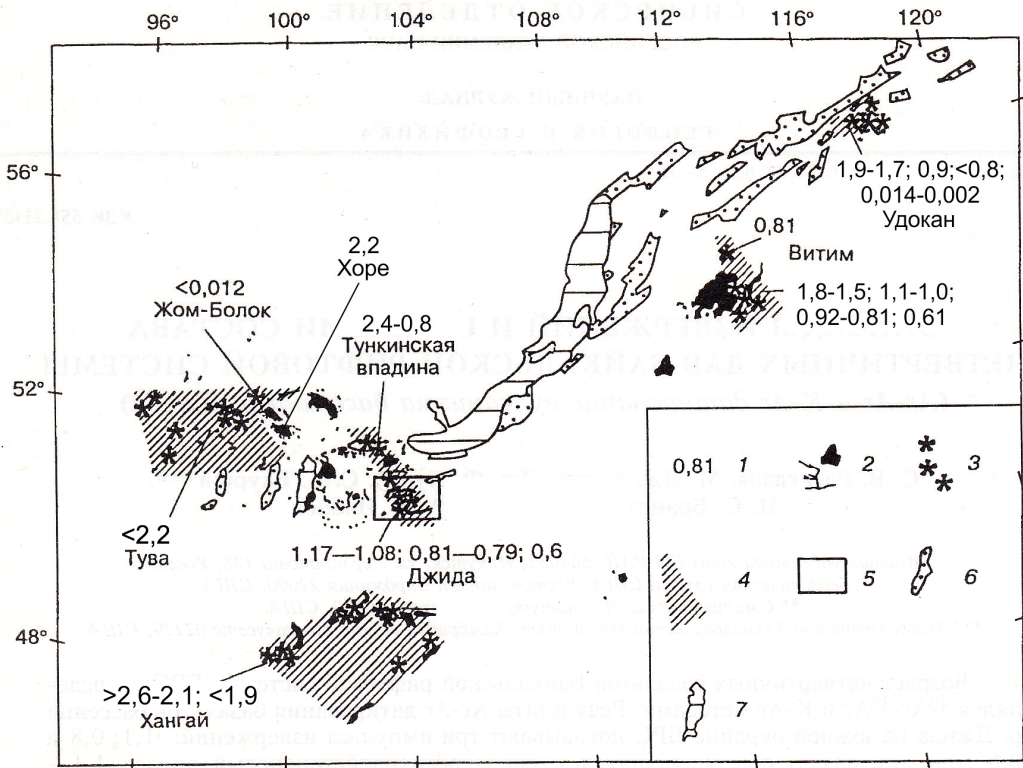 96° 100° 104° 108° 112° 116° 120°
56°
1,9-1,7; 0,9;<0,8;
0,014-0,002
Удокан
0,81
Витим
2,2
Хоре
<0,012
Жом-Болок
1,8-1,5; 1,1-1,0;
0,92-0,81; 0,61
2,4-0,8
Тункинская
впадина
52°
0,81 1 2 3
<2,2
Тува
1,17—1,08; 0,81—0,79; 0,6
Джида
4 5 6
48°
>2,6-2,1; <1,9
Хангай
7